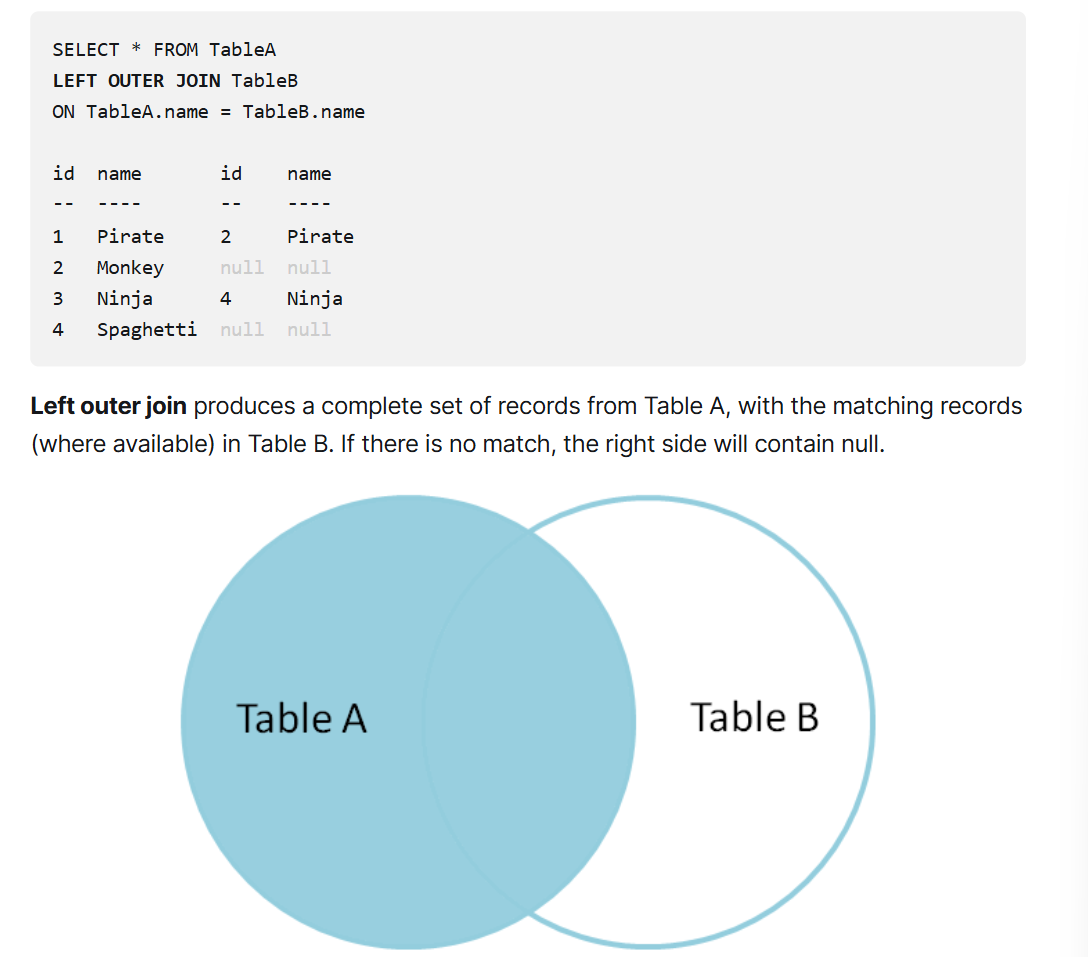 SELECT * FROM TableA
LEFT OUTER JOIN TableB
ON TableA.name = TableB.name
id  name       id    name
--  ----       --    ----
1   Pirate     2     Pirate
2   Monkey     null  null
3   Ninja      4     Ninja
4   Spaghetti  null  null
Left outer join produces a complete set of records from Table A, with the matching records
(where available) in Table B. If there is no match, the right side will contain null.
Table A
Table B